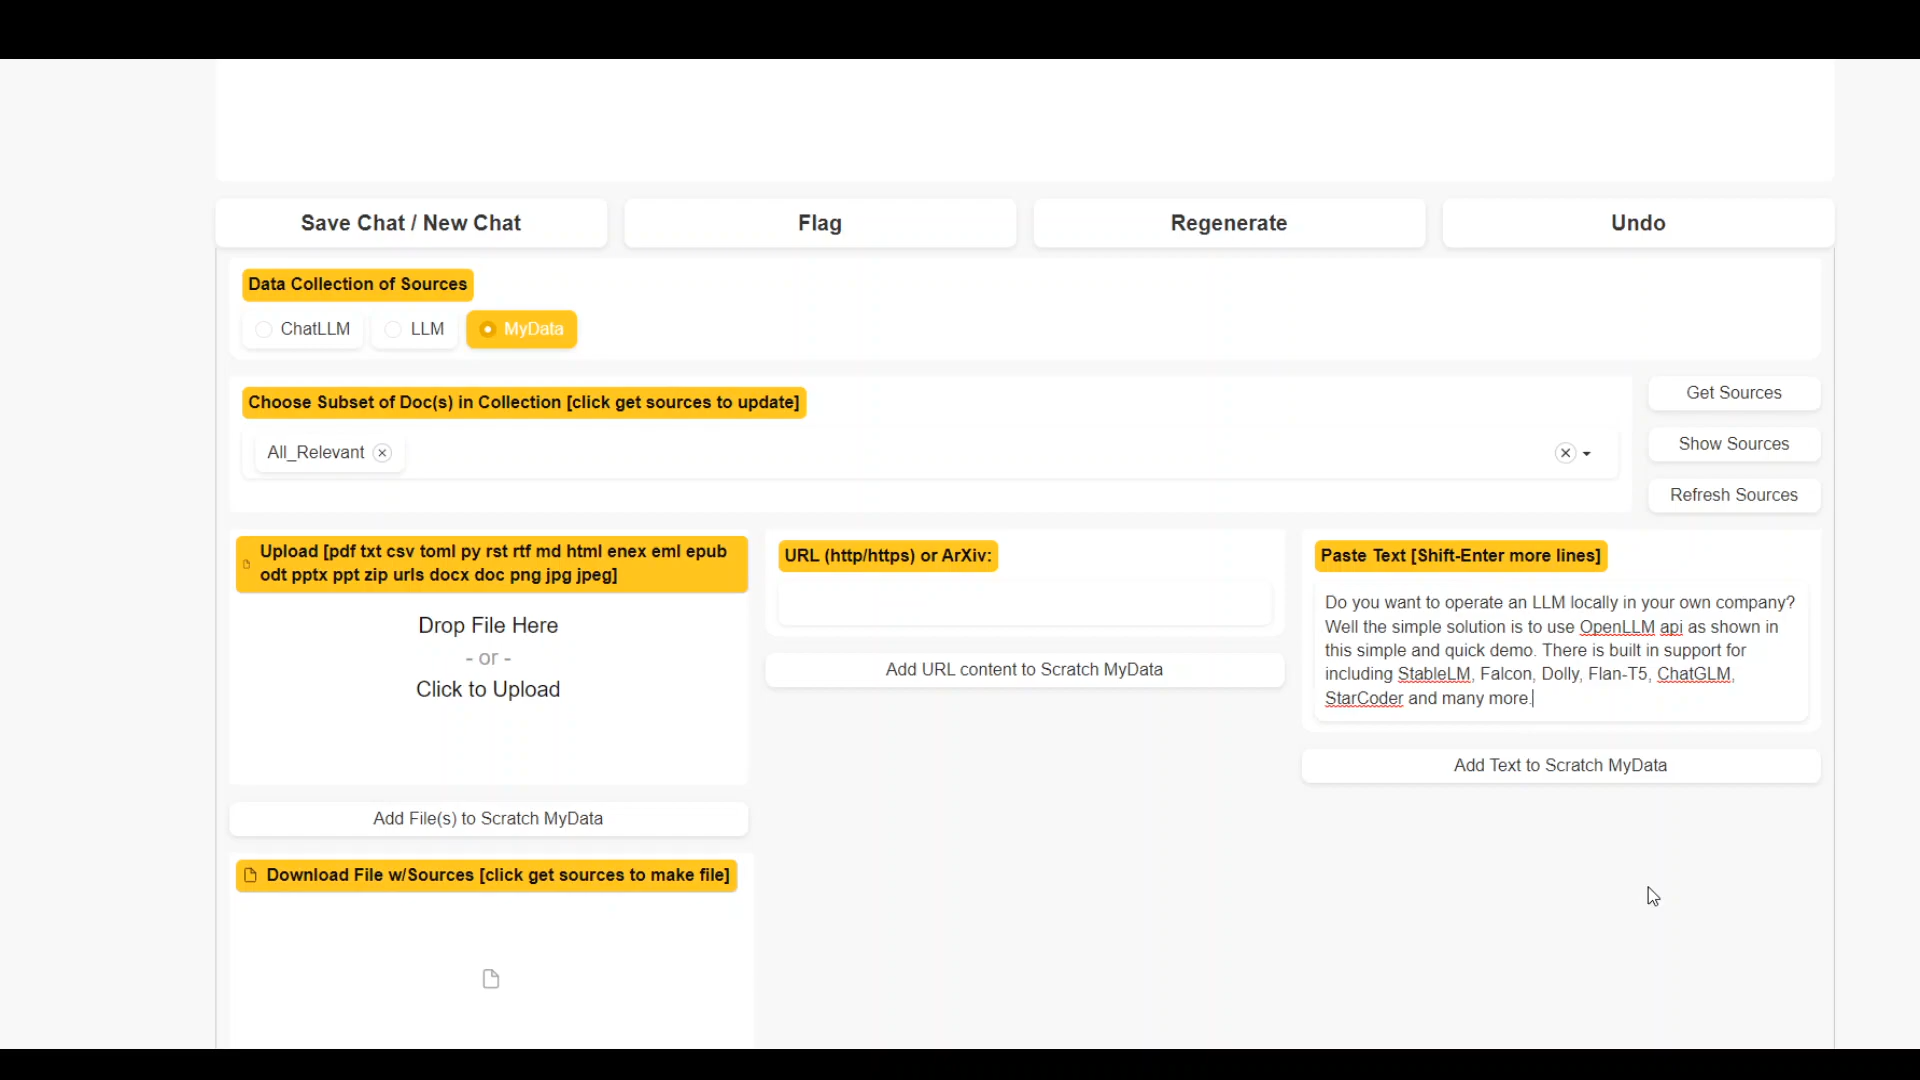 Save Chat / New Chat
Flag
Regenerate
Undo
Data Collection of Sources
ChatLLM
LLM
MyData
Choose Subset of Doc(s) in Collection [click get sources to update]
All_Relevant
Get Sources
Show Sources
Refresh Sources
Upload [pdf txt csv toml py rst rtf md html enex eml epub
odt pptx ppt zip urls docx doc png jpg jpeg]
Drop File Here
- or -
Click to Upload
Add File(s) to Scratch MyData
Download File w/Sources [click get sources to make file]
URL (http/https) or ArXiv:
Add URL content to Scratch MyData
Paste Text [Shift-Enter more lines]
Do you want to operate an LLM locally in your own company?
Well the simple solution is to use OpenLLM api as shown in
this simple and quick demo. There is built in support for
including StableLM, Falcon, Dolly, Flan-T5, ChatGLM,
StarCoder and many more.
Add Text to Scratch MyData